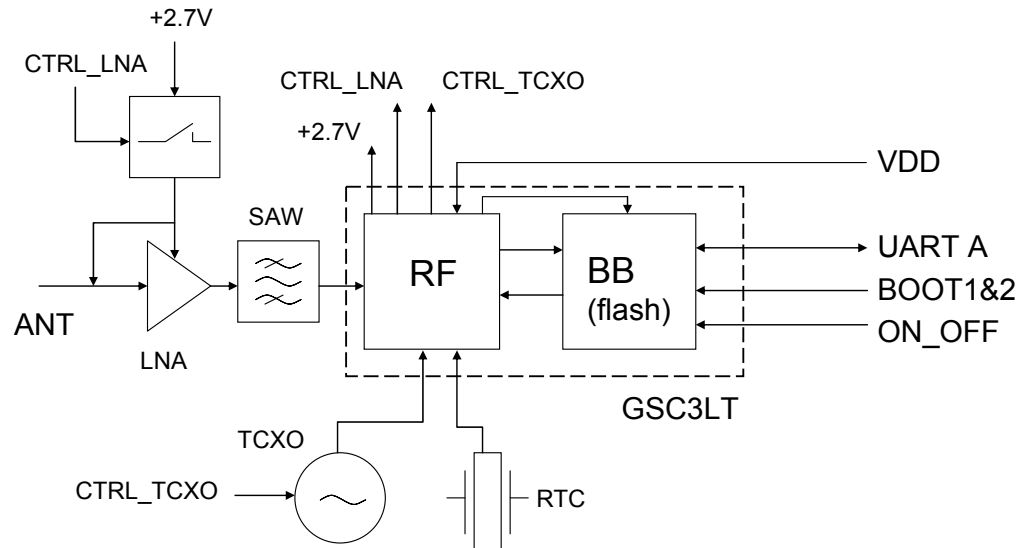 +2.7V
CTRL_LNA
CTRL_LNA
CTRL_TCXO
+2.7V
VDD
SAW
RF
BB
(flash)
UART A
BOOT1&2
ON_OFF
ANT
LNA
GSC3LT
TCXO
CTRL_TCXO
RTC